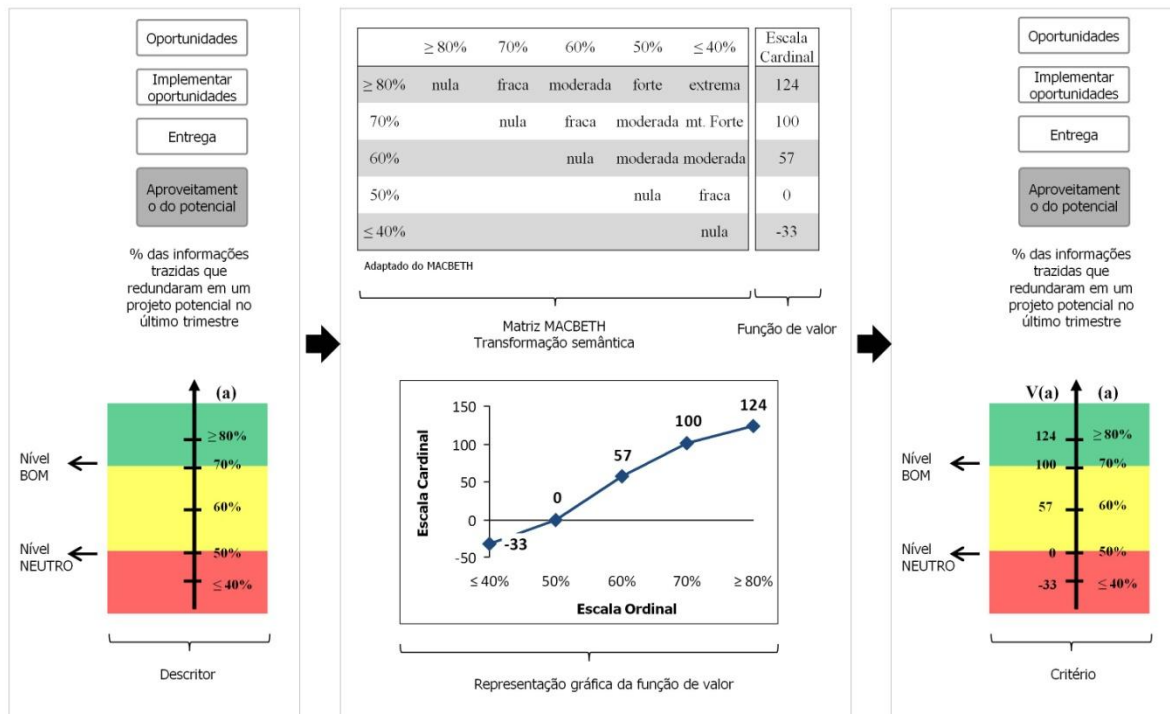 Oportunidades
Implementar
oportunidades
Entrega
Aproveitament
o do potencial
% das informações
trazidas que
redundaram em um
projeto potencial no
último trimestre
(a)
≥ 80%
Nível
BOM
70%
60%
Nível
NEUTRO
50%
≤ 40%
Descritor
≥ 80% 70% 60% 50% ≤ 40% Escala
Cardinal
≥ 80% nula fraca moderada forte extrema 124
70% nula fraca moderada mt. Forte 100
60% nula moderada moderada 57
50% nula fraca 0
≤ 40% nula -33
Adaptado do MACBETH
Matriz MACBETH
Transformação semântica
Função de valor
Escala Cardinal
150
100
50
0
-50
-33
0
57
100
124
≤ 40% 50% 60% 70% ≥ 80%
Escala Ordinal
Representação gráfica da função de valor
Oportunidades
Implementar
oportunidades
Entrega
Aproveitament
o do potencial
% das informações
trazidas que
redundaram em um
projeto potencial no
último trimestre
V(a) (a)
124 ≥ 80%
Nível
BOM
100 70%
57 60%
Nível
NEUTRO
0 50%
-33 ≤ 40%
Critério